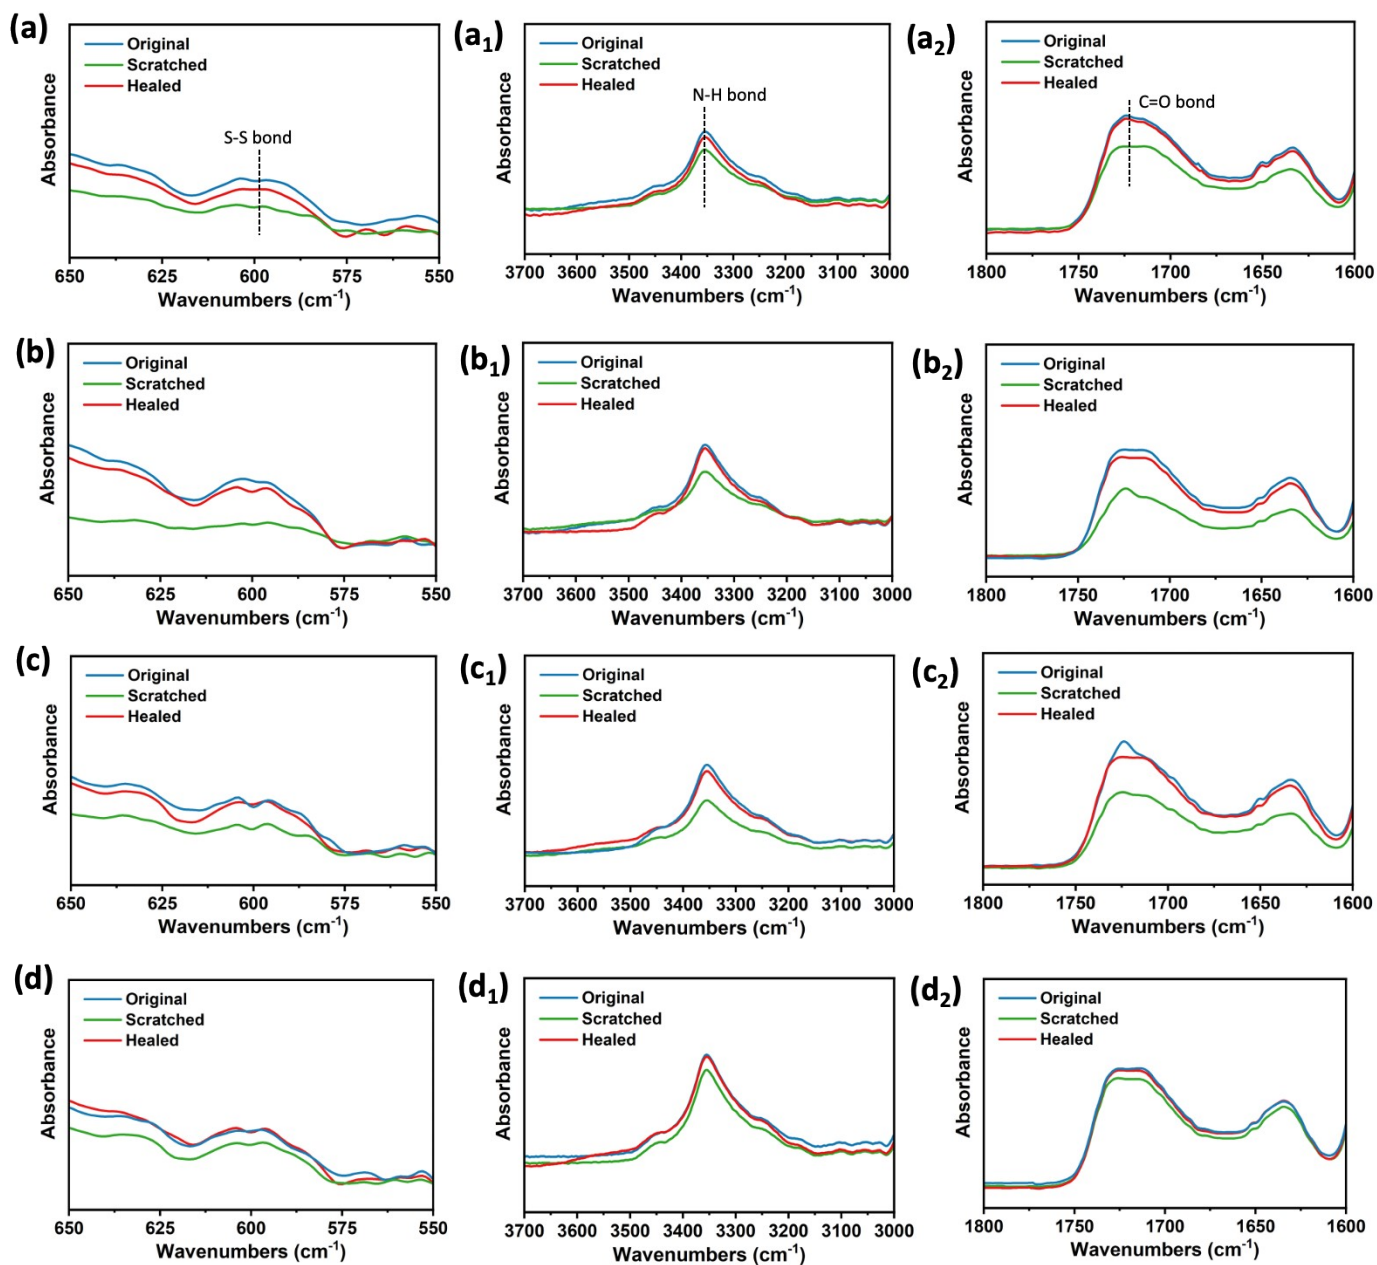 (a)
Absorbance
Original
Scratched
Healed
S-S bond
650 625 600 575 550
Wavenumbers (cm⁻¹)
(a₁)
Absorbance
Original
Scratched
Healed
N-H bond
3700 3600 3500 3400 3300 3200 3100 3000
Wavenumbers (cm⁻¹)
(a₂)
Absorbance
Original
Scratched
Healed
C=O bond
1800 1750 1700 1650 1600
Wavenumbers (cm⁻¹)
(b)
Absorbance
Original
Scratched
Healed
650 625 600 575 550
Wavenumbers (cm⁻¹)
(b₁)
Absorbance
Original
Scratched
Healed
3700 3600 3500 3400 3300 3200 3100 3000
Wavenumbers (cm⁻¹)
(b₂)
Absorbance
Original
Scratched
Healed
1800 1750 1700 1650 1600
Wavenumbers (cm⁻¹)
(c)
Absorbance
Original
Scratched
Healed
650 625 600 575 550
Wavenumbers (cm⁻¹)
(c₁)
Absorbance
Original
Scratched
Healed
3700 3600 3500 3400 3300 3200 3100 3000
Wavenumbers (cm⁻¹)
(c₂)
Absorbance
Original
Scratched
Healed
1800 1750 1700 1650 1600
Wavenumbers (cm⁻¹)
(d)
Absorbance
Original
Scratched
Healed
650 625 600 575 550
Wavenumbers (cm⁻¹)
(d₁)
Absorbance
Original
Scratched
Healed
3700 3600 3500 3400 3300 3200 3100 3000
Wavenumbers (cm⁻¹)
(d₂)
Absorbance
Original
Scratched
Healed
1800 1750 1700 1650 1600
Wavenumbers (cm⁻¹)